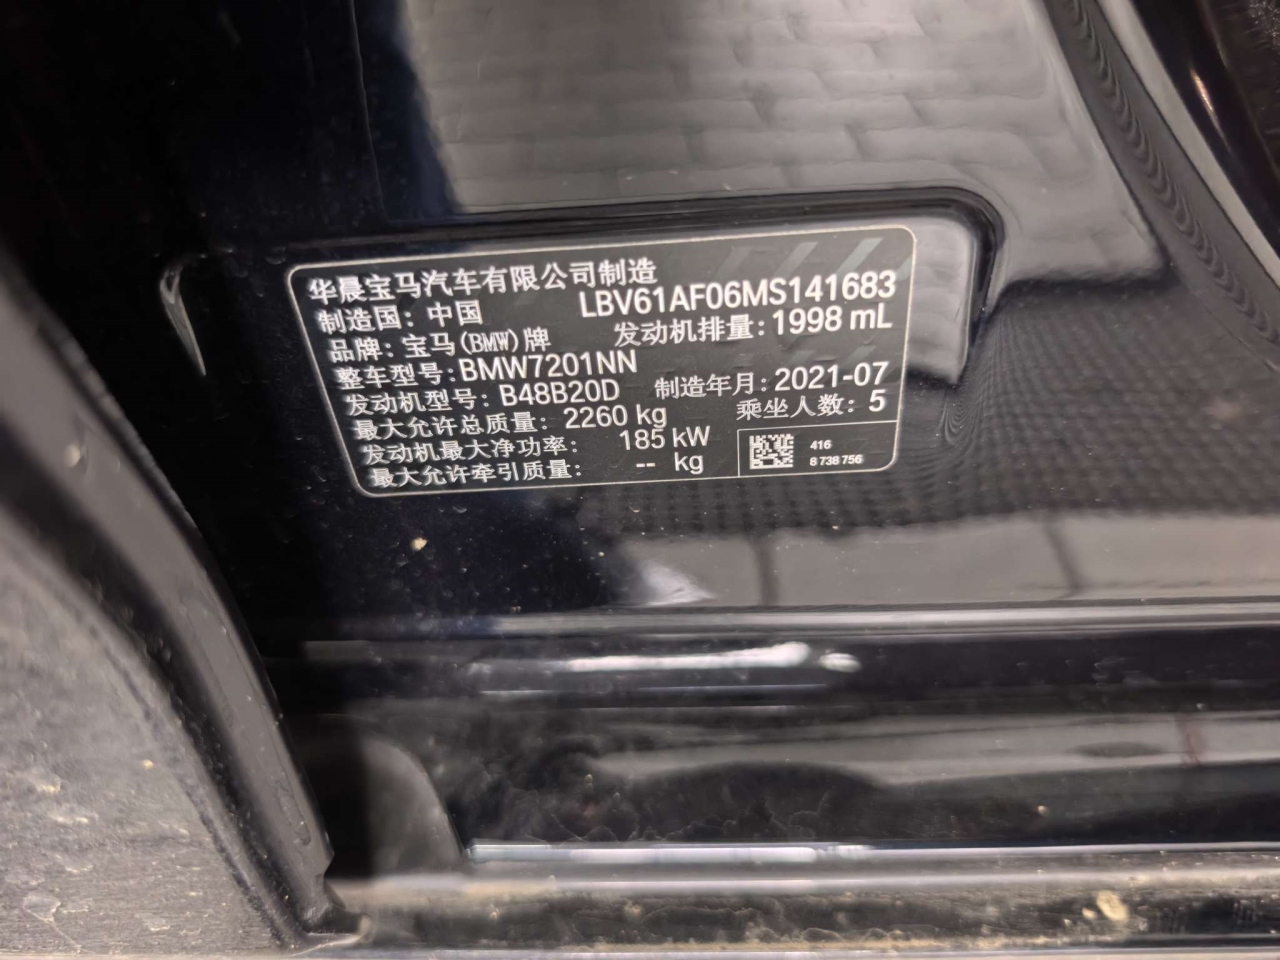 华晨宝马汽车有限公司制造
制造国: 中国 LBV61AF06MS141683
品牌: 宝马(BMW)牌 发动机排量: 1998 mL
整车型号: BMW7201NN
发动机型号: B48B20D 制造年月: 2021-07
最大允许总质量: 2260 kg 乘坐人数: 5
发动机最大净功率: 185 kW
最大允许牵引质量: -- kg
416
8 738 756